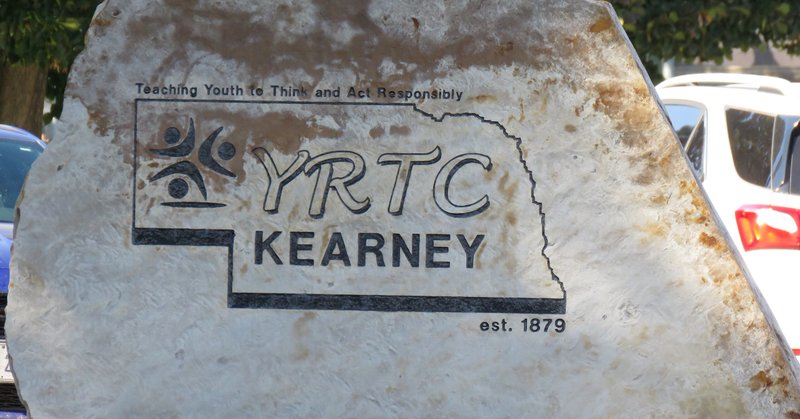 Teaching Youth to Think and Act Responsibly
YRTC
KEARNEY
est. 1879